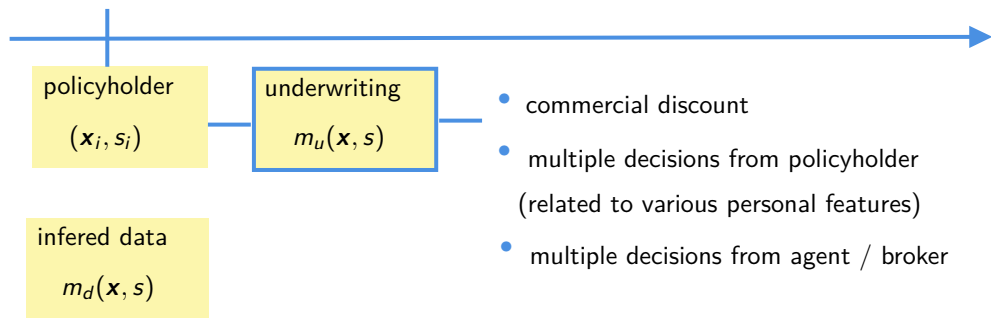 policyholder
(𝒙ᵢ, sᵢ)
underwriting
mᵤ(𝒙, s)
• commercial discount
• multiple decisions from policyholder
(related to various personal features)
• multiple decisions from agent / broker
infered data
m_d(𝒙, s)